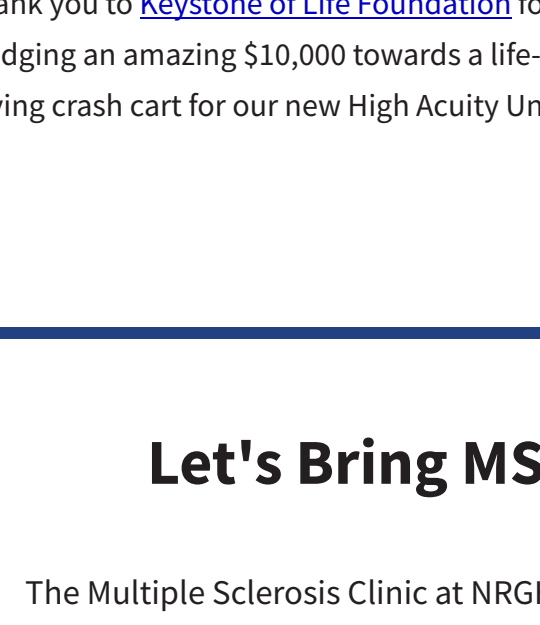 ank you to Keystone of Life Foundation fo
dging an amazing $10,000 towards a life-
ving crash cart for our new High Acuity Un
Let's Bring MS
The Multiple Sclerosis Clinic at NRGH